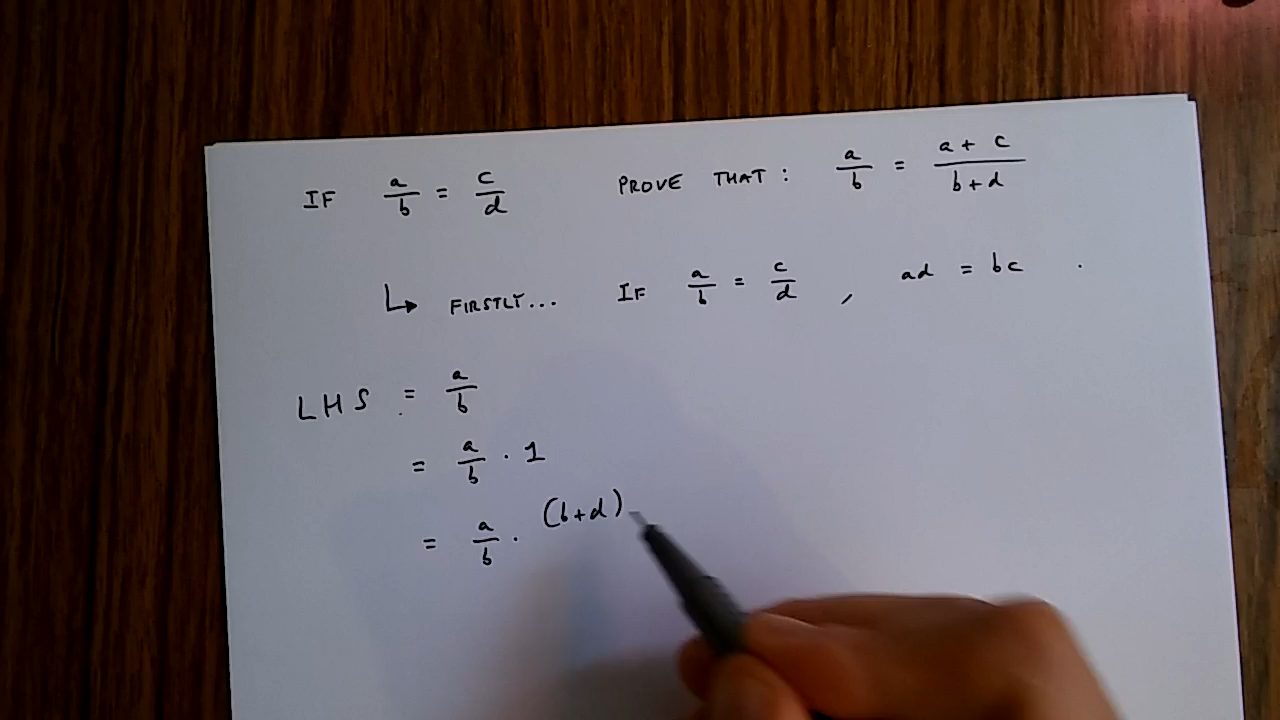 IF a/b = c/d PROVE THAT: a/b = a+c/b+d
↳ FIRSTLY... IF a/b = c/d , ad = bc .
LHS = a/b
= a/b · 1
= a/b · (b+d)